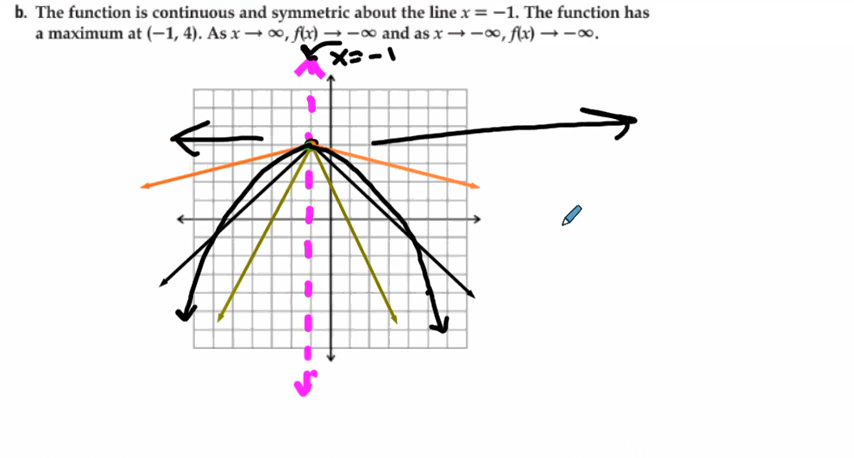 b. The function is continuous and symmetric about the line x = −1. The function has
a maximum at (−1, 4). As x → ∞, f(x) → −∞ and as x → −∞, f(x) → −∞.
x=-1